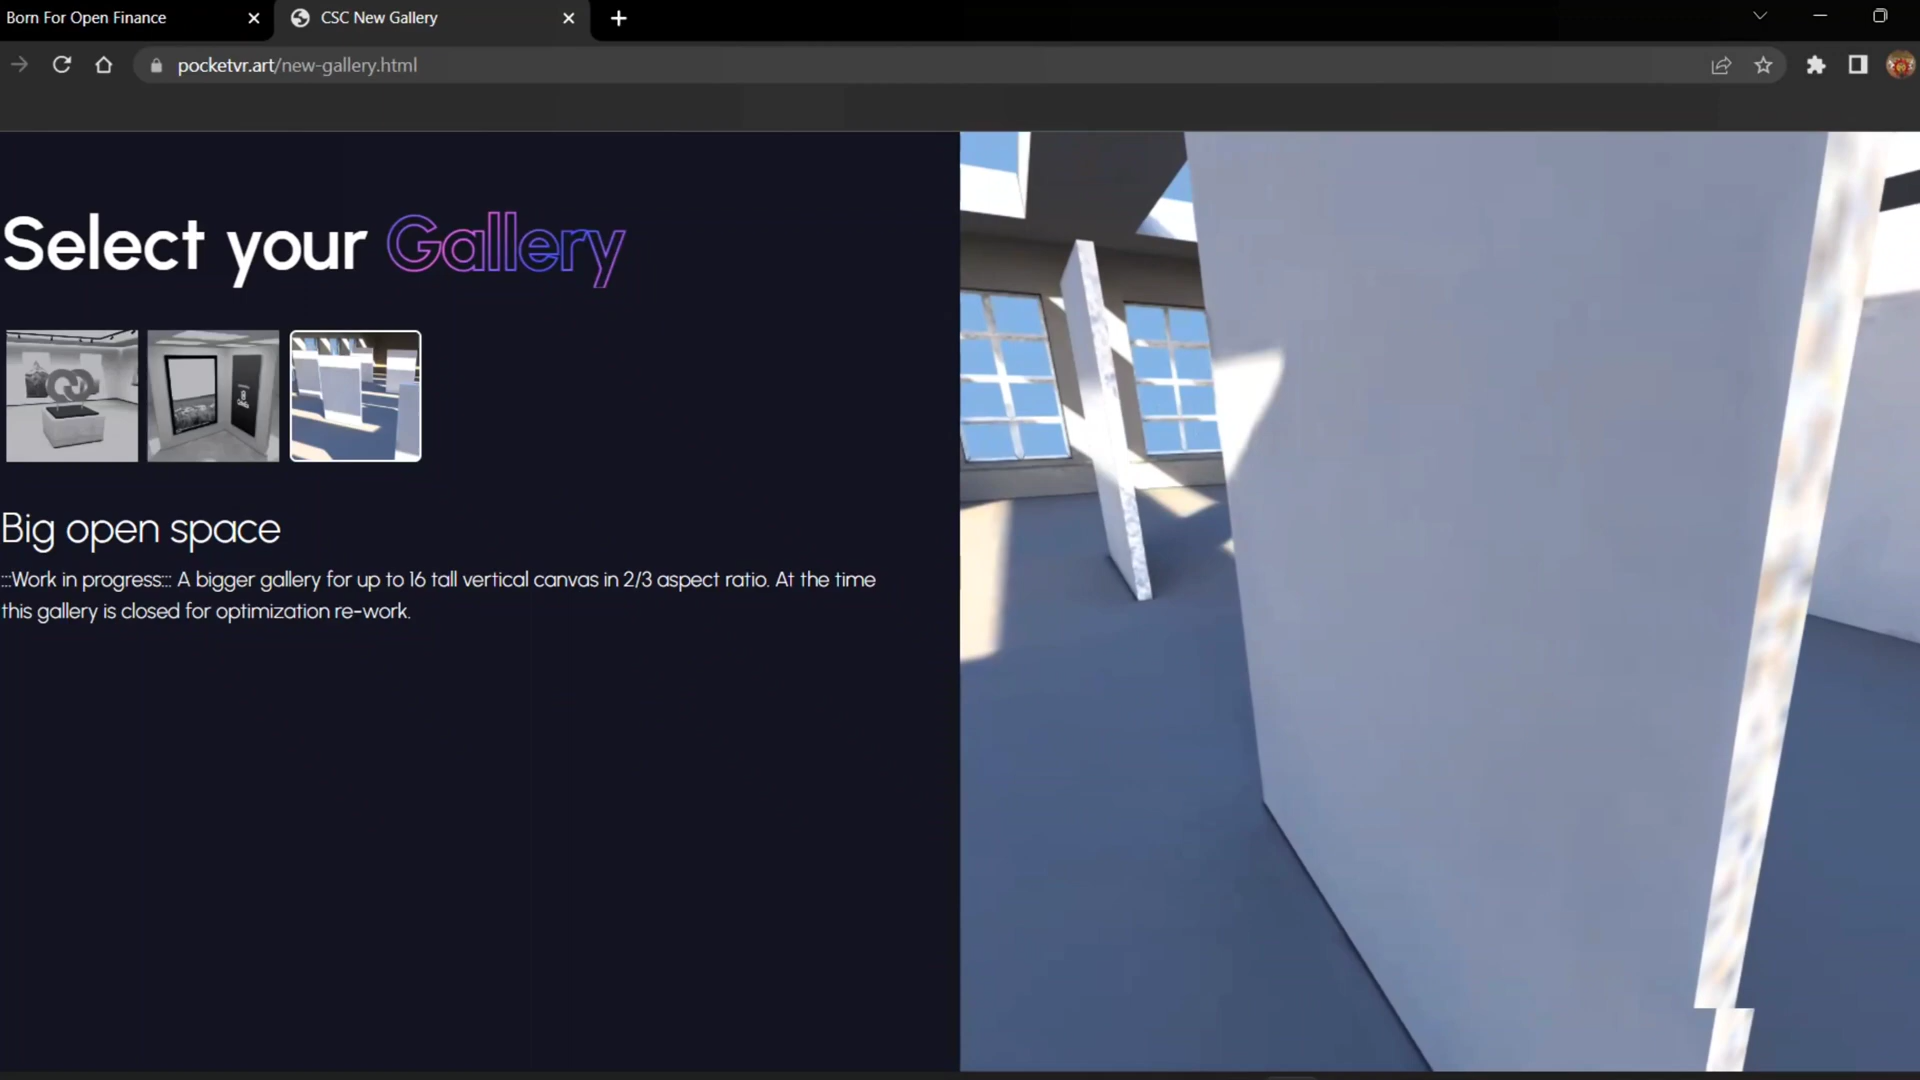 Born For Open Finance
CSC New Gallery
pocketvr.art/new-gallery.html
Select your Gallery
Big open space
:::Work in progress::: A bigger gallery for up to 16 tall vertical canvas in 2/3 aspect ratio. At the time
this gallery is closed for optimization re-work.